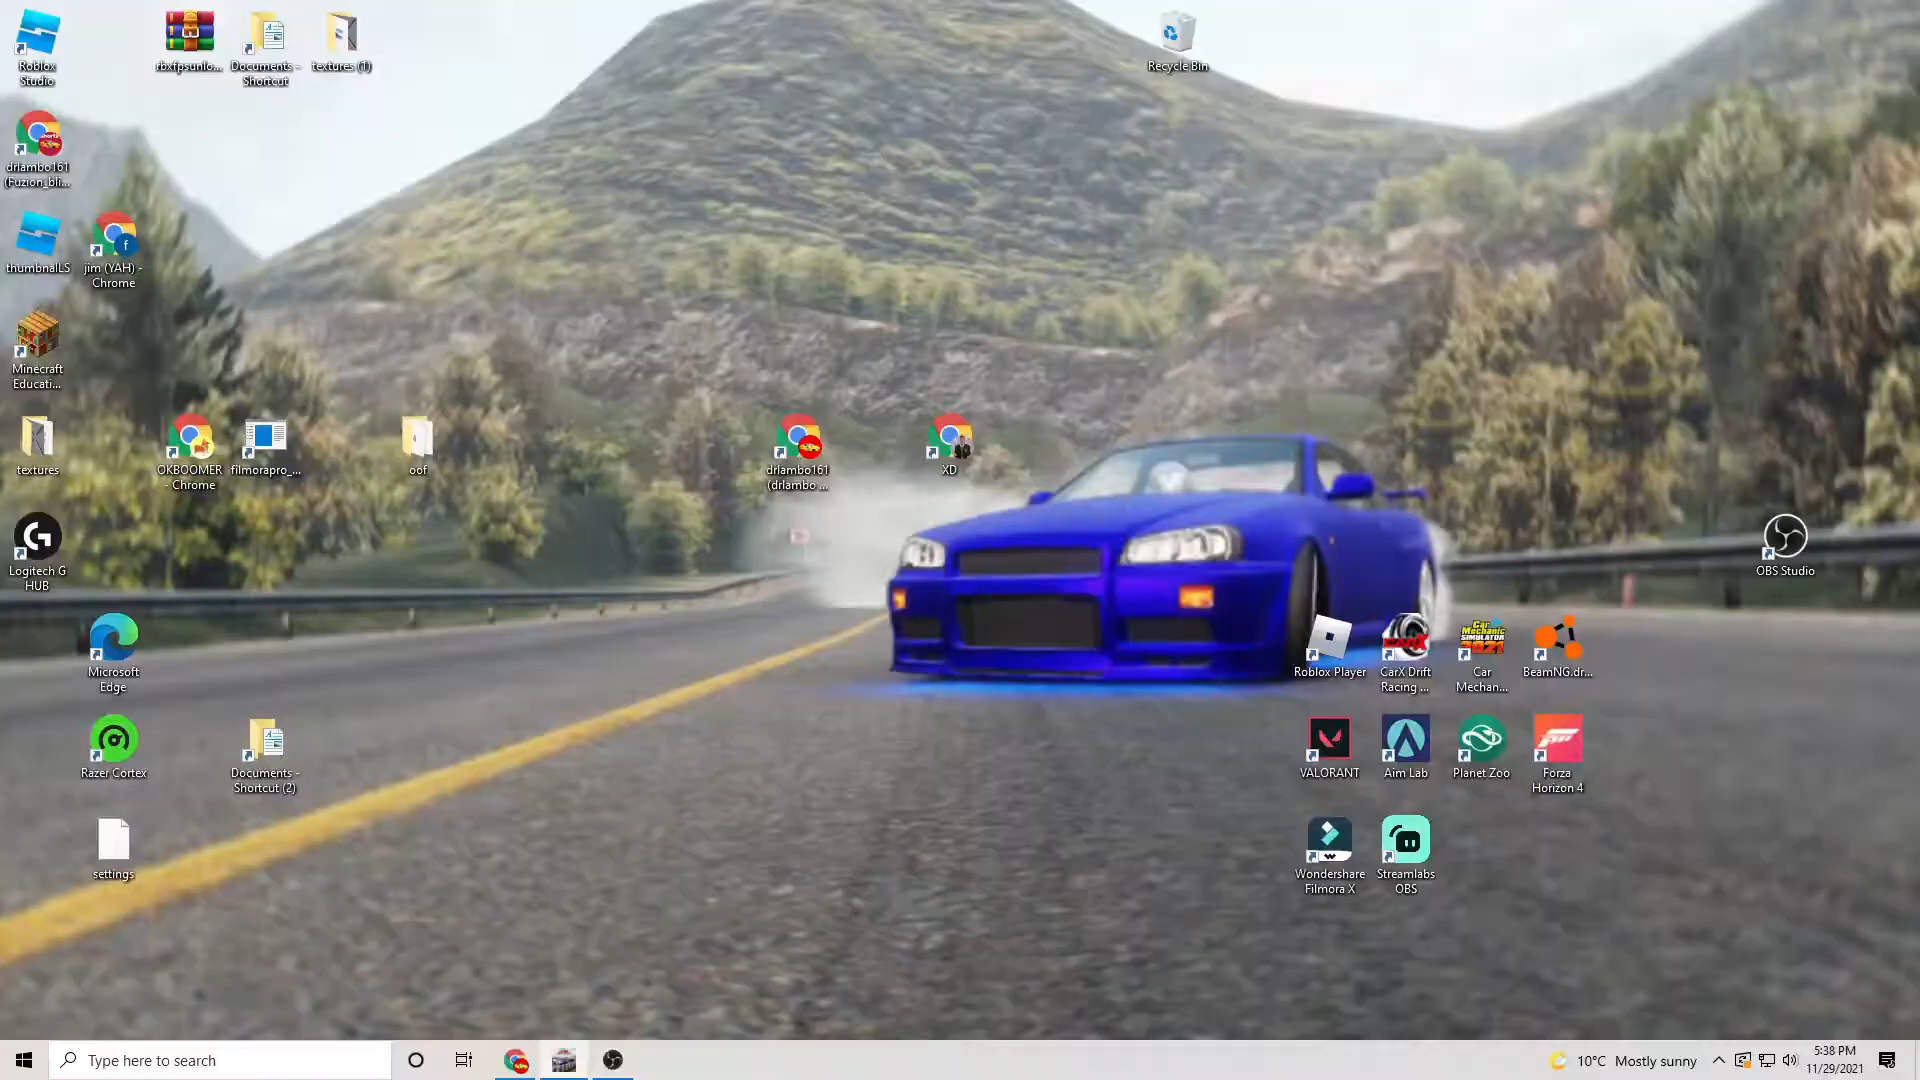 Roblox
Studio
rbxfpsunlo...
Documents -
Shortcut
textures (1)
Recycle Bin
drlambo161
(Fuzion_bli...
thumbnaILS
jim (YAH) -
Chrome
Minecraft
Educati...
textures
OKBOOMER
- Chrome
filmorapro_...
oof
drlambo161
(drlambo ...
XD
Logitech G
HUB
OBS Studio
Microsoft
Edge
Roblox Player
CarX Drift
Racing ...
Car
Mechan...
BeamNG.dr...
Razer Cortex
Documents -
Shortcut (2)
VALORANT
Aim Lab
Planet Zoo
Forza
Horizon 4
settings
Wondershare
Filmora X
Streamlabs
OBS
Type here to search
10°C Mostly sunny
5:38 PM
11/29/2021